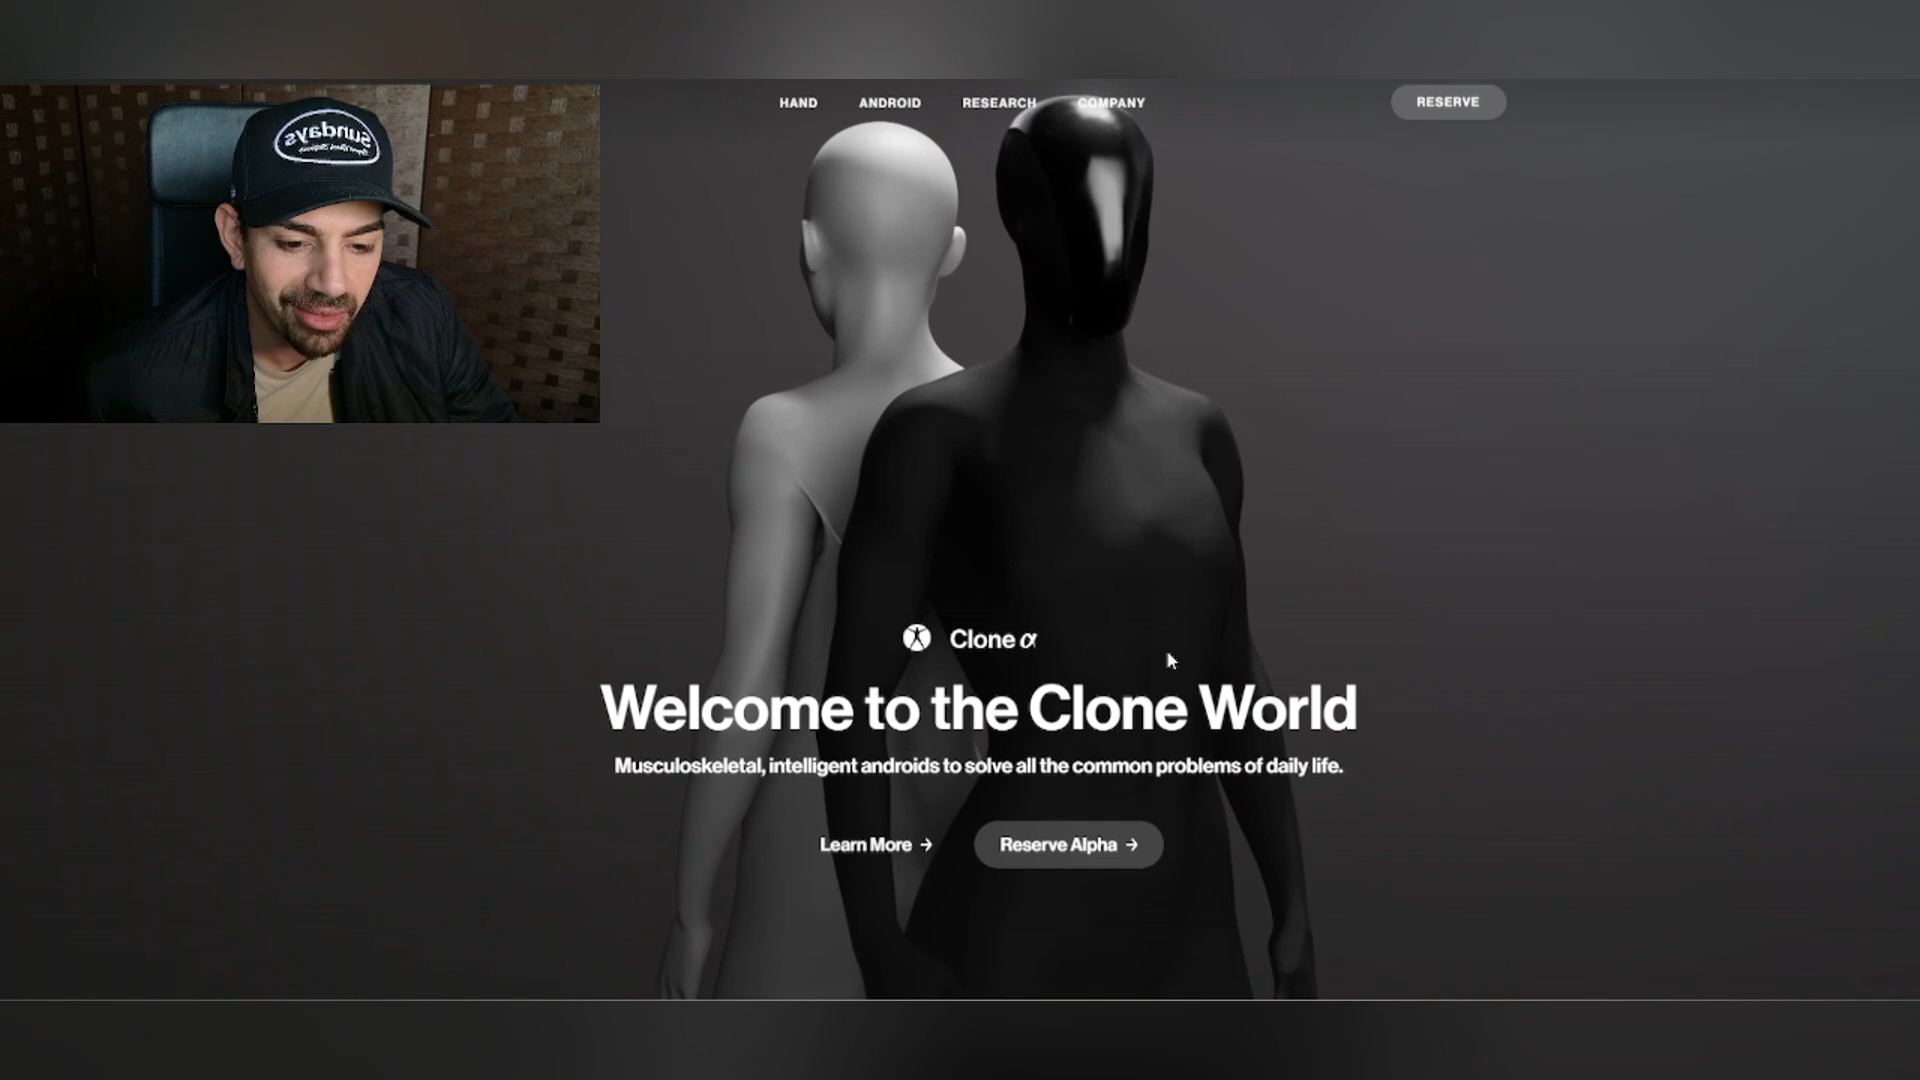 Sundays
HAND
ANDROID
RESEARCH
COMPANY
RESERVE
Clone α
Welcome to the Clone World
Musculoskeletal, intelligent androids to solve all the common problems of daily life.
Learn More →
Reserve Alpha →